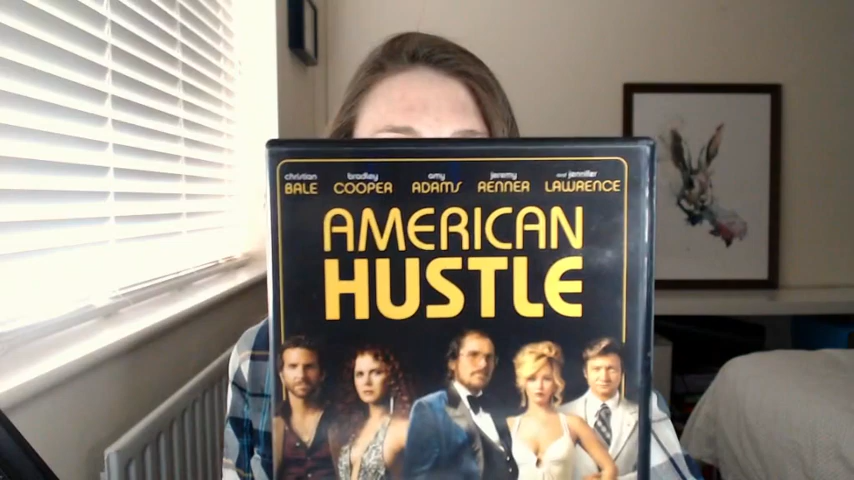 christian bradley amy jeremy and jennifer
BALE COOPER ADAMS RENNER LAWRENCE
AMERICAN
HUSTLE